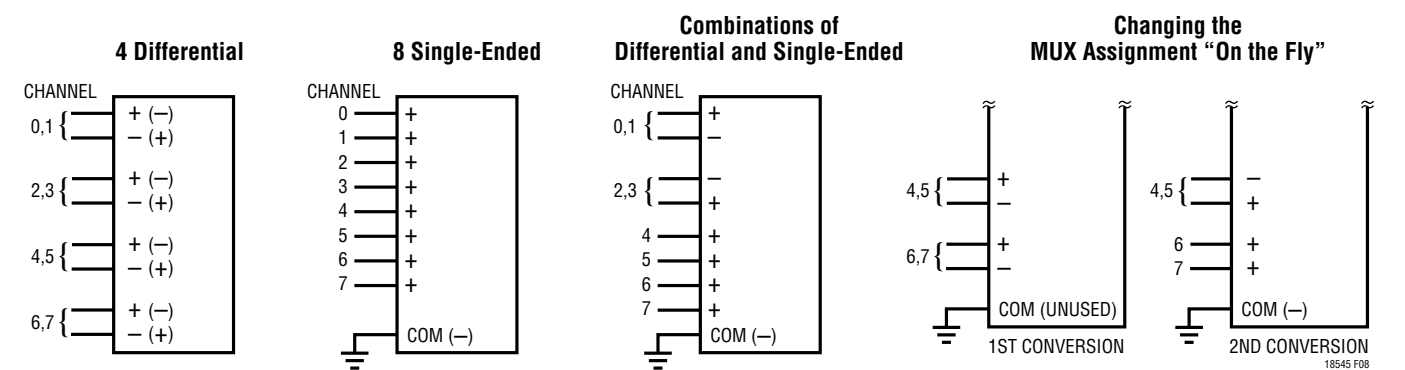 4 Differential
CHANNEL
0,1 { + (–)
– (+)
2,3 { + (–)
– (+)
4,5 { + (–)
– (+)
6,7 { + (–)
– (+)
8 Single-Ended
CHANNEL
0 +
1 +
2 +
3 +
4 +
5 +
6 +
7 +
COM (–)
Combinations of
Differential and Single-Ended
CHANNEL
0,1 { +
–
2,3 { –
+
4 +
5 +
6 +
7 +
COM (–)
Changing the
MUX Assignment “On the Fly”
4,5 { +
–
6,7 { +
–
COM (UNUSED)
1ST CONVERSION
4,5 { –
+
6 +
7 +
COM (–)
2ND CONVERSION
18545 F08